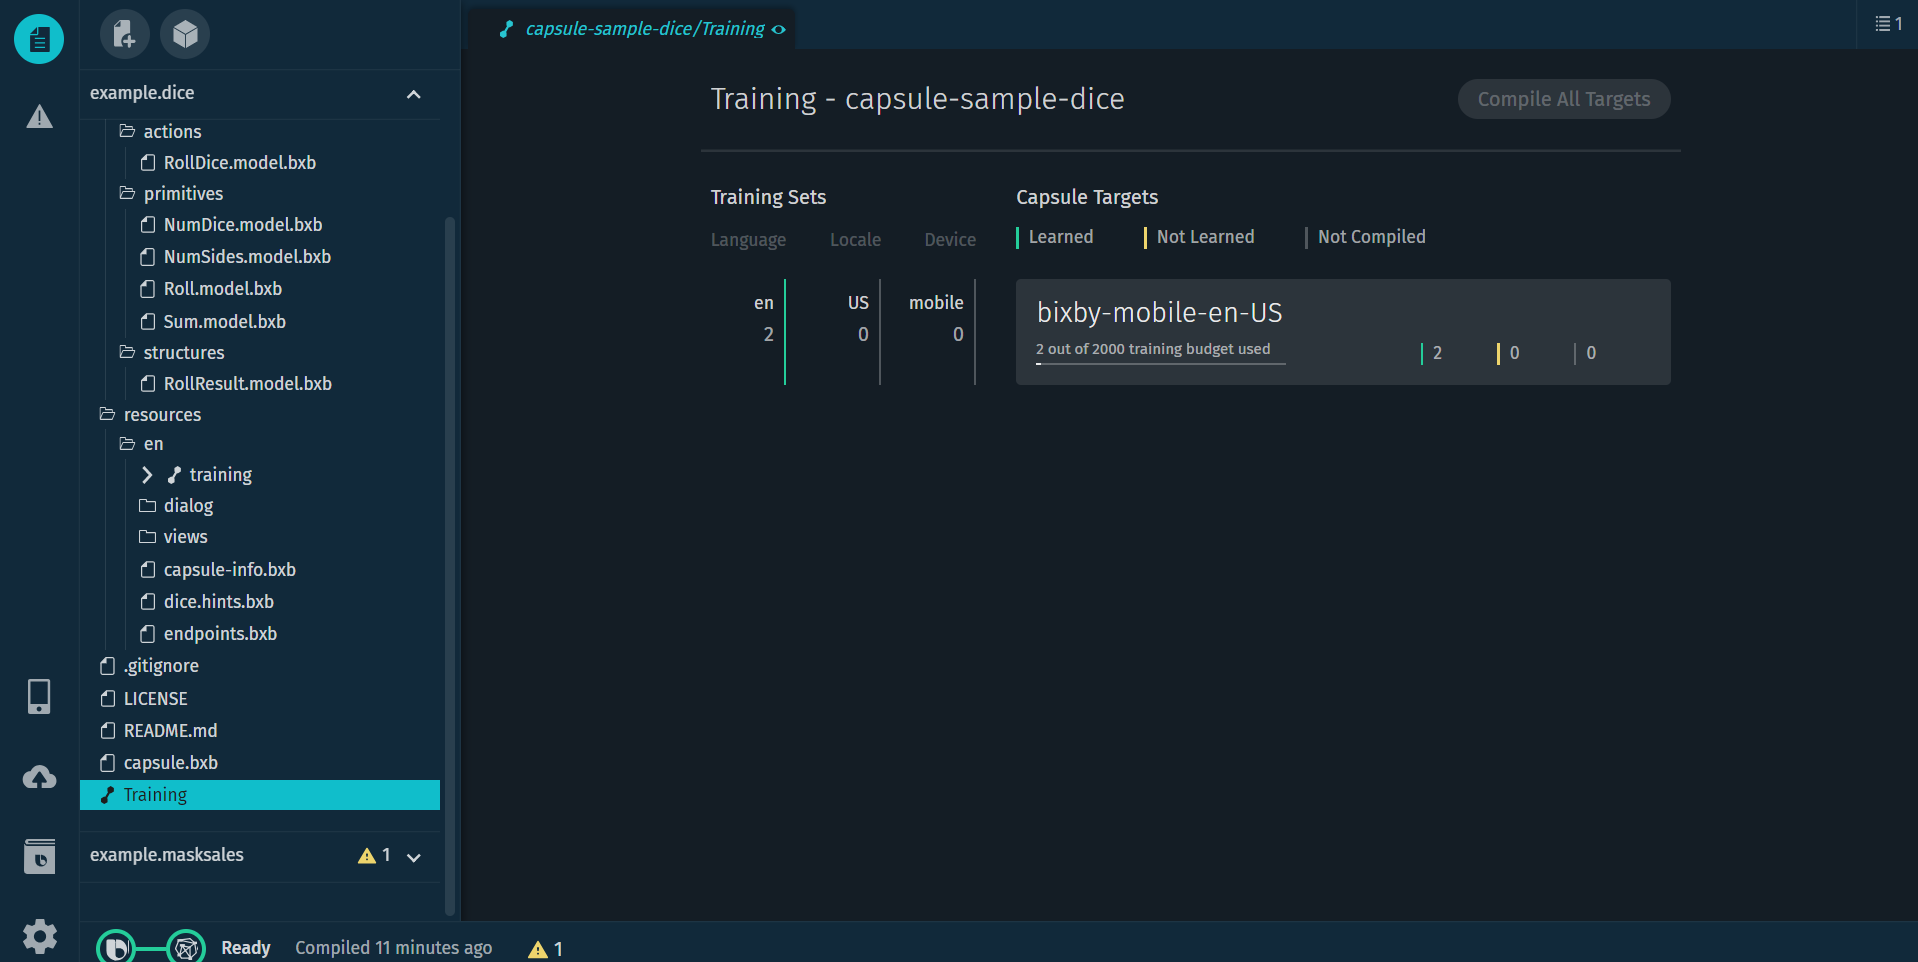 example.dice
actions
RollDice.model.bxb
primitives
NumDice.model.bxb
NumSides.model.bxb
Roll.model.bxb
Sum.model.bxb
structures
RollResult.model.bxb
resources
en
training
dialog
views
capsule-info.bxb
dice.hints.bxb
endpoints.bxb
.gitignore
LICENSE
README.md
capsule.bxb
Training
example.masksales 1
capsule-sample-dice/Training
1
Training - capsule-sample-dice
Compile All Targets
Training Sets
Language Locale Device
en US mobile
2 0 0
Capsule Targets
Learned Not Learned Not Compiled
bixby-mobile-en-US
2 out of 2000 training budget used
2 0 0
Ready Compiled 11 minutes ago 1